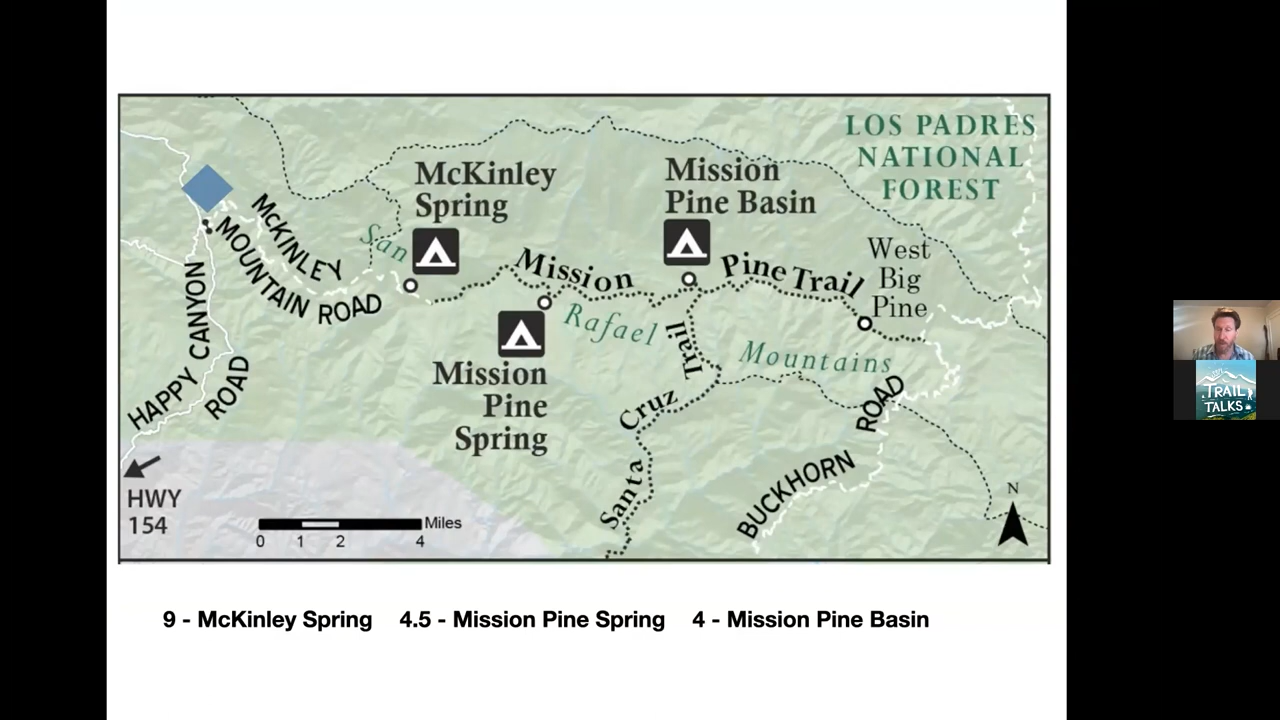 LOS PADRES
NATIONAL
FOREST
McKinley
Spring
Mission
Pine Basin
McKINLEY
MOUNTAIN ROAD
San
Mission
Pine Trail
West
Big
Pine
Rafael
Mountains
Trail
Cruz
Santa
HAPPY CANYON
ROAD
Mission
Pine
Spring
BUCKHORN
ROAD
HWY
154
Miles
0 1 2 4
N
9 - McKinley Spring 4.5 - Mission Pine Spring 4 - Mission Pine Basin
TRAIL
TALKS